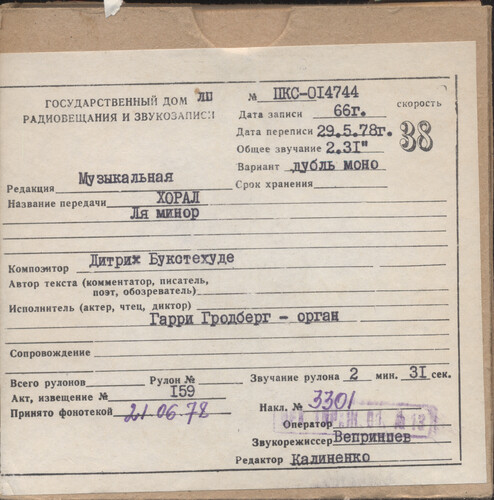 ГОСУДАРСТВЕННЫЙ ДОМ ЛП
РАДИОВЕЩАНИЯ И ЗВУКОЗАПИСИ
№ ПКС-014744
Дата записи 66г.
скорость
Дата переписи 29.5.78г.
38
Общее звучание 2.31"
Вариант дубль моно
Редакция Музыкальная
Срок хранения
Название передачи ХОРАЛ
Ля минор
Композитор Дитрих Букстехуде
Автор текста (комментатор, писатель,
поэт, обозреватель)
Исполнитель (актер, чтец, диктор)
Гарри Гродберг - орган
Сопровождение
Всего рулонов Рулон № Звучание рулона 2 мин. 31 сек.
Акт, извещение № 159
Принято фонотекой 21.06.78
Накл. № 3301
Оператор
Звукорежиссер Вепринцев
Редактор Калиненко